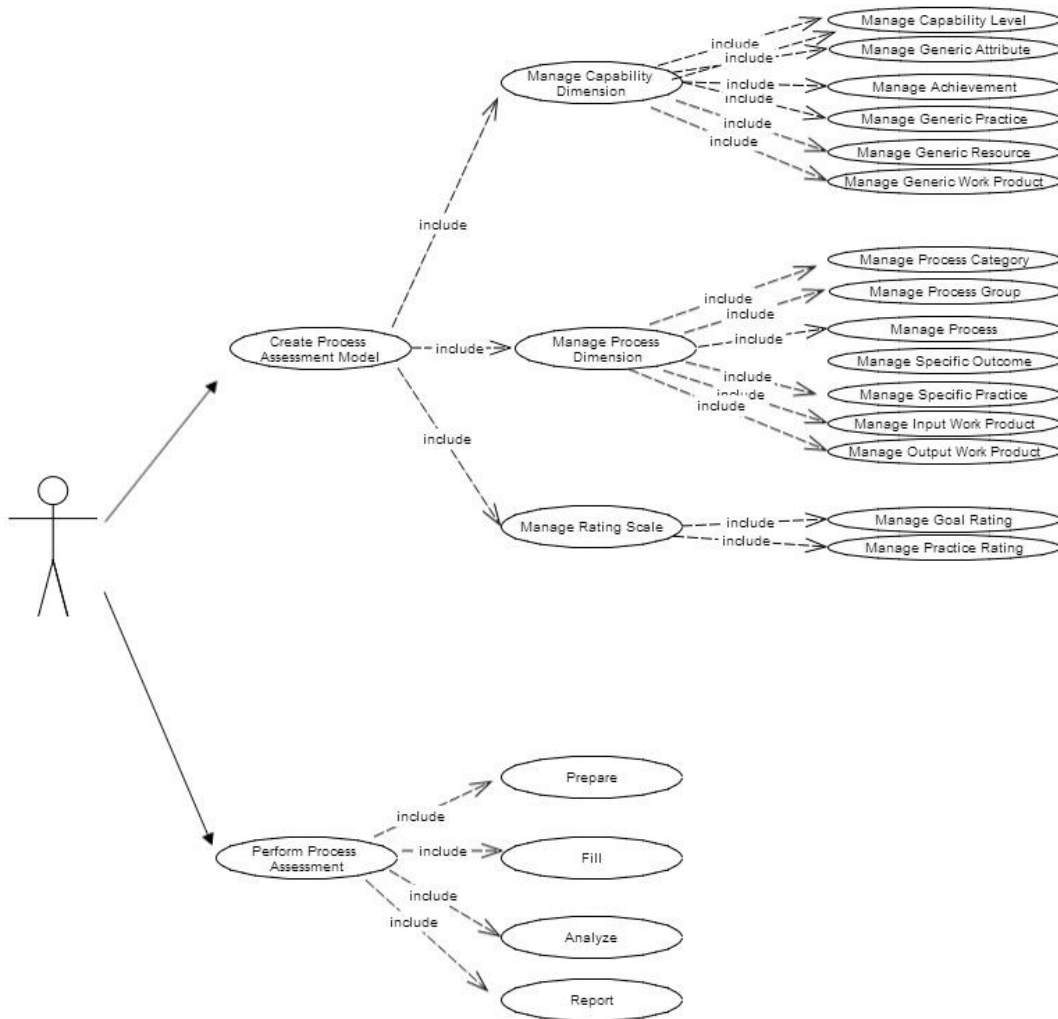 Manage Capability Level
include
include
Manage Generic Attribute
Manage Capability
Dimension
include
Manage Achievement
include
Manage Generic Practice
include
include
Manage Generic Resource
Manage Generic Work Product
include
Manage Process Category
include
Manage Process Group
include
Create Process
Assessment Model
include
Manage Process
Dimension
include
Manage Process
Manage Specific Outcome
include
Manage Specific Practice
include
include
Manage Input Work Product
Manage Output Work Product
include
Manage Rating Scale
include
Manage Goal Rating
include
Manage Practice Rating
Prepare
include
Perform Process
Assessment
include
Fill
include
Analyze
include
Report